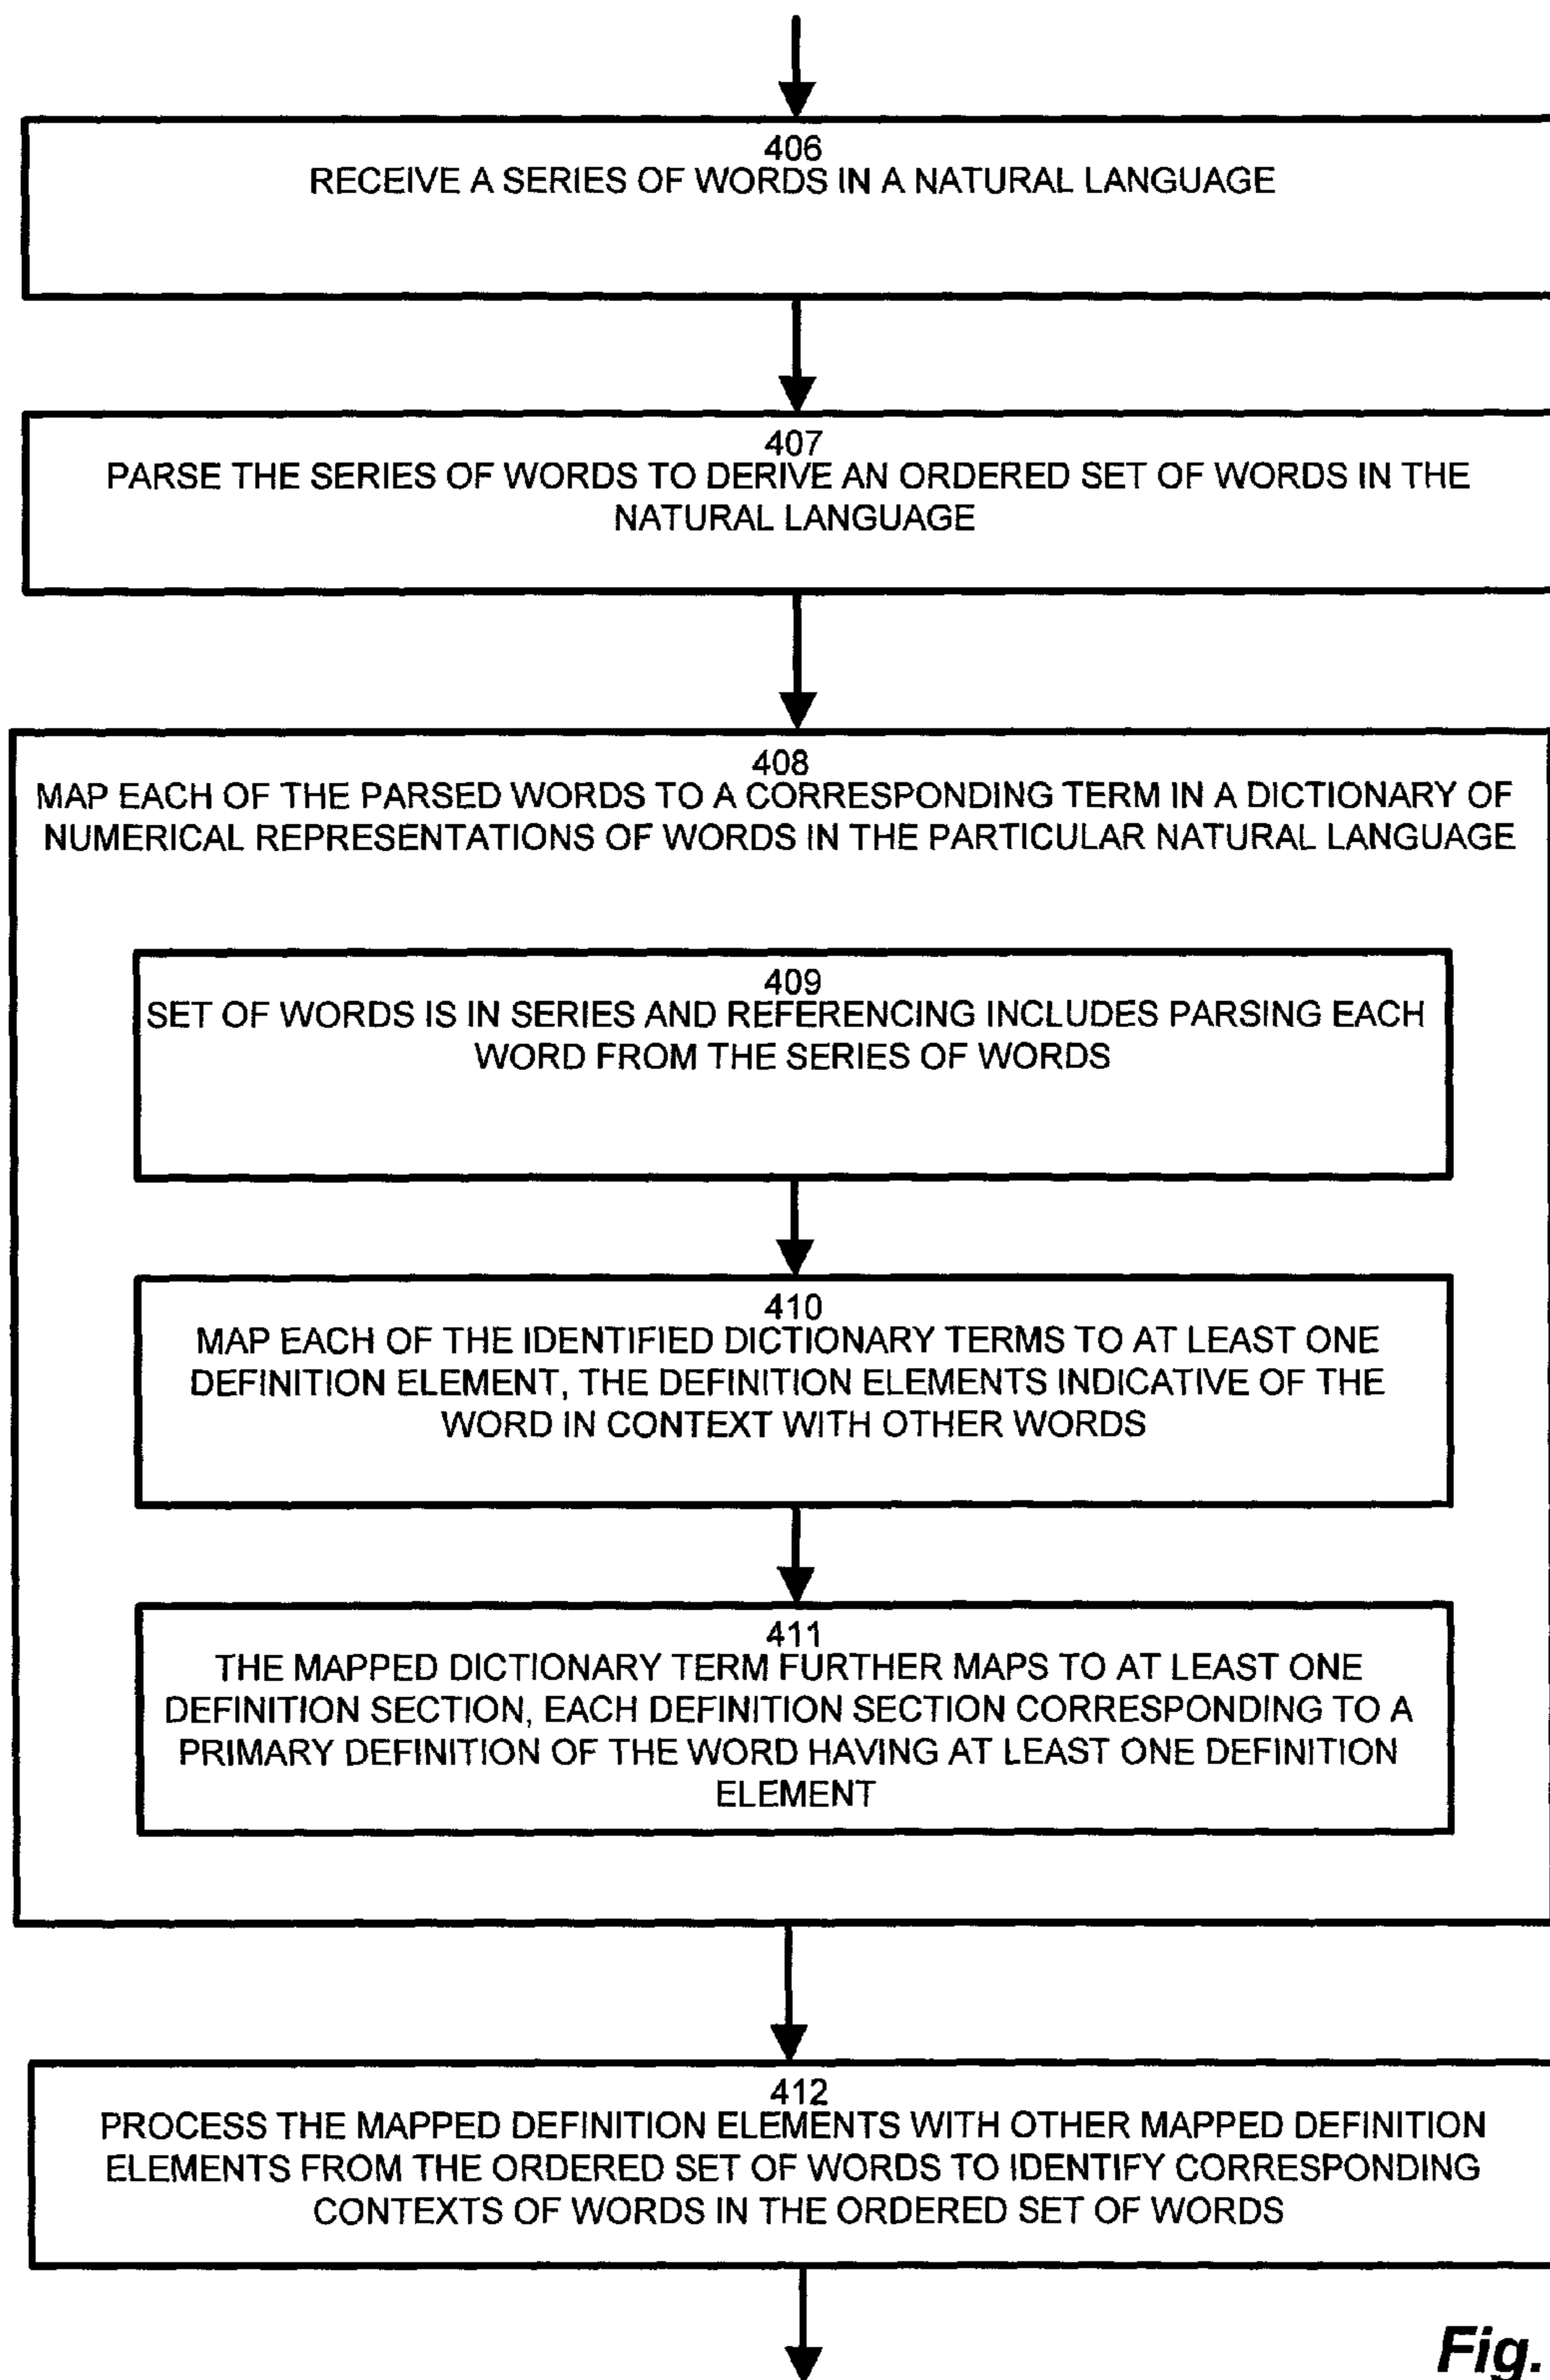 406
RECEIVE A SERIES OF WORDS IN A NATURAL LANGUAGE
407
PARSE THE SERIES OF WORDS TO DERIVE AN ORDERED SET OF WORDS IN THE
NATURAL LANGUAGE
408
MAP EACH OF THE PARSED WORDS TO A CORRESPONDING TERM IN A DICTIONARY OF
NUMERICAL REPRESENTATIONS OF WORDS IN THE PARTICULAR NATURAL LANGUAGE
409
SET OF WORDS IS IN SERIES AND REFERENCING INCLUDES PARSING EACH
WORD FROM THE SERIES OF WORDS
410
MAP EACH OF THE IDENTIFIED DICTIONARY TERMS TO AT LEAST ONE
DEFINITION ELEMENT, THE DEFINITION ELEMENTS INDICATIVE OF THE
WORD IN CONTEXT WITH OTHER WORDS
411
THE MAPPED DICTIONARY TERM FURTHER MAPS TO AT LEAST ONE
DEFINITION SECTION, EACH DEFINITION SECTION CORRESPONDING TO A
PRIMARY DEFINITION OF THE WORD HAVING AT LEAST ONE DEFINITION
ELEMENT
412
PROCESS THE MAPPED DEFINITION ELEMENTS WITH OTHER MAPPED DEFINITION
ELEMENTS FROM THE ORDERED SET OF WORDS TO IDENTIFY CORRESPONDING
CONTEXTS OF WORDS IN THE ORDERED SET OF WORDS
Fig.